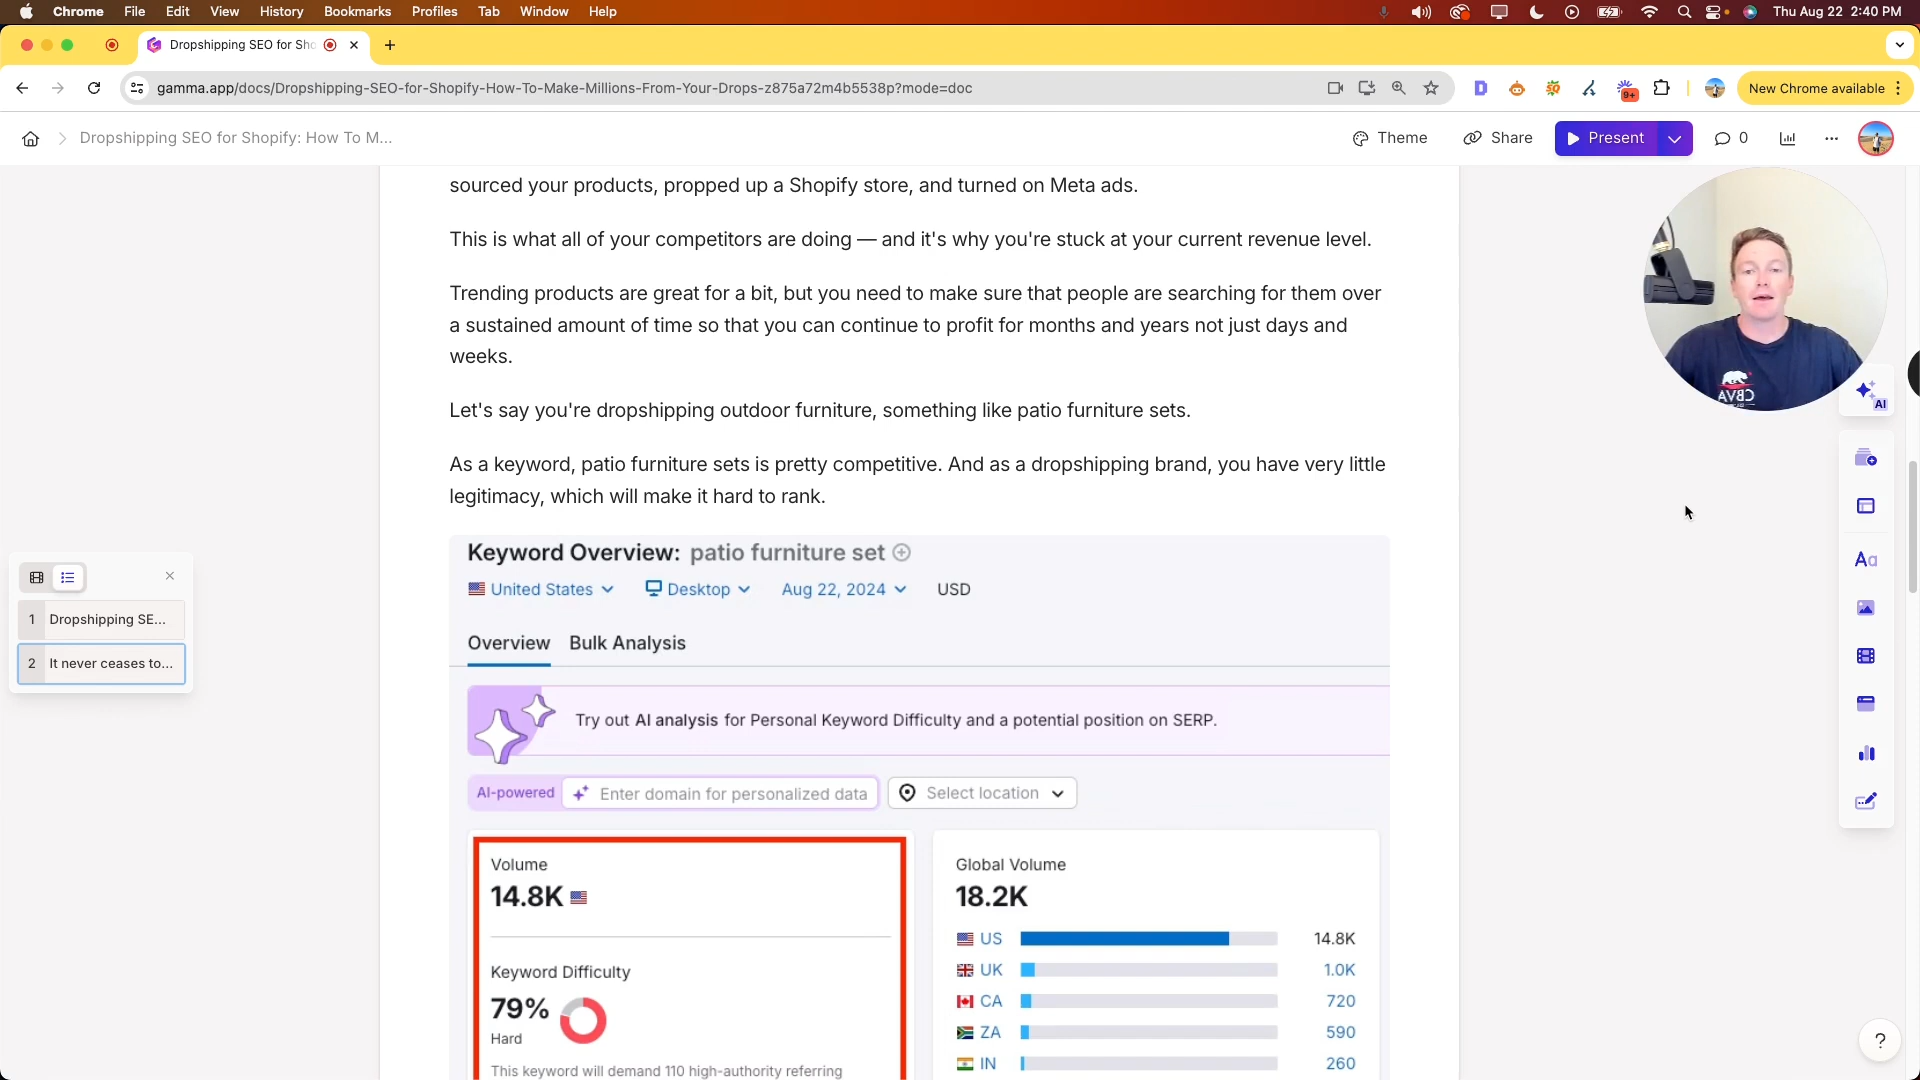 Chrome File Edit View History Bookmarks Profiles Tab Window Help Thu Aug 22 2:40 PM
Dropshipping SEO for Sho
gamma.app/docs/Dropshipping-SEO-for-Shopify-How-To-Make-Millions-From-Your-Drops-z875a72m4b5538p?mode=doc
SQ
9+
New Chrome available
Dropshipping SEO for Shopify: How To M...
Theme
Share
Present
0
sourced your products, propped up a Shopify store, and turned on Meta ads.
This is what all of your competitors are doing — and it's why you're stuck at your current revenue level.
Trending products are great for a bit, but you need to make sure that people are searching for them over
a sustained amount of time so that you can continue to profit for months and years not just days and
weeks.
Let's say you're dropshipping outdoor furniture, something like patio furniture sets.
As a keyword, patio furniture sets is pretty competitive. And as a dropshipping brand, you have very little
legitimacy, which will make it hard to rank.
CBVA
AI
Aa
1 Dropshipping SE...
2 It never ceases to...
Keyword Overview: patio furniture set
United States Desktop Aug 22, 2024 USD
Overview Bulk Analysis
Try out AI analysis for Personal Keyword Difficulty and a potential position on SERP.
AI-powered Enter domain for personalized data Select location
Volume
14.8K
Keyword Difficulty
79%
Hard
This keyword will demand 110 high-authority referring
Global Volume
18.2K
US 14.8K
UK 1.0K
CA 720
ZA 590
IN 260
?